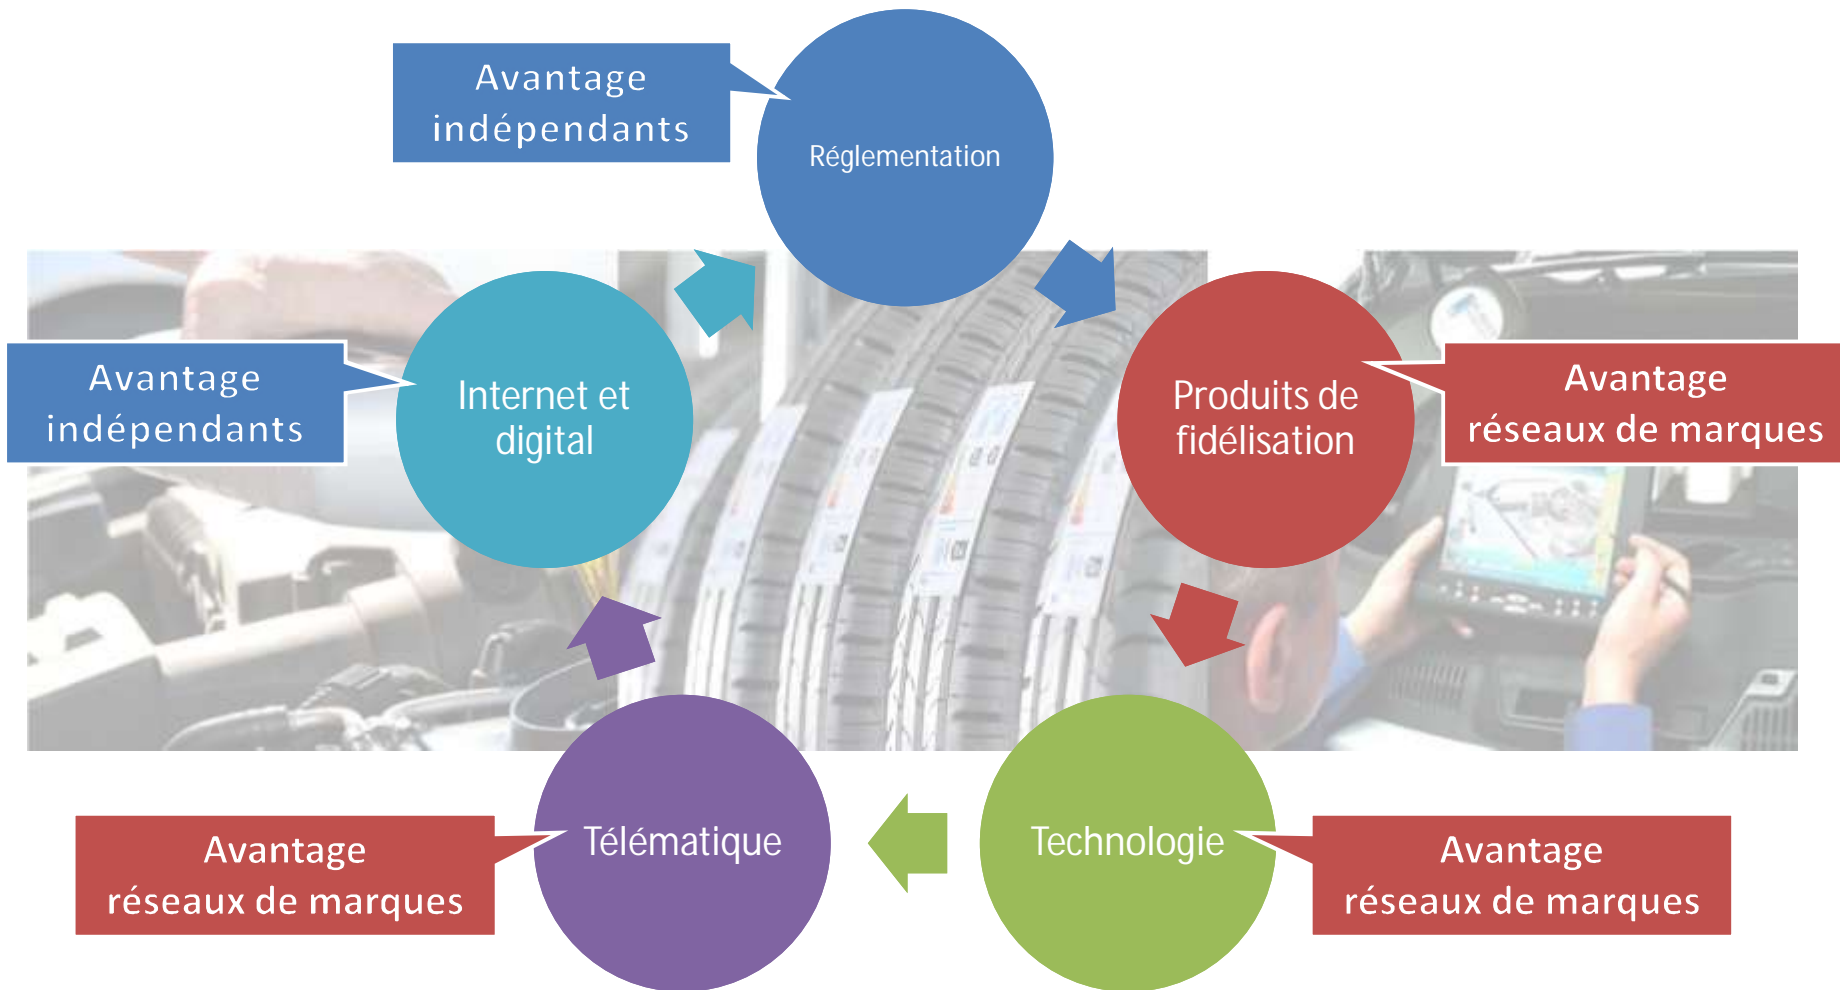 Avantage
indépendants
Réglementation
Avantage
indépendants
Internet et
digital
Produits de
fidélisation
Avantage
réseaux de marques
Avantage
réseaux de marques
Télématique
Technologie
Avantage
réseaux de marques